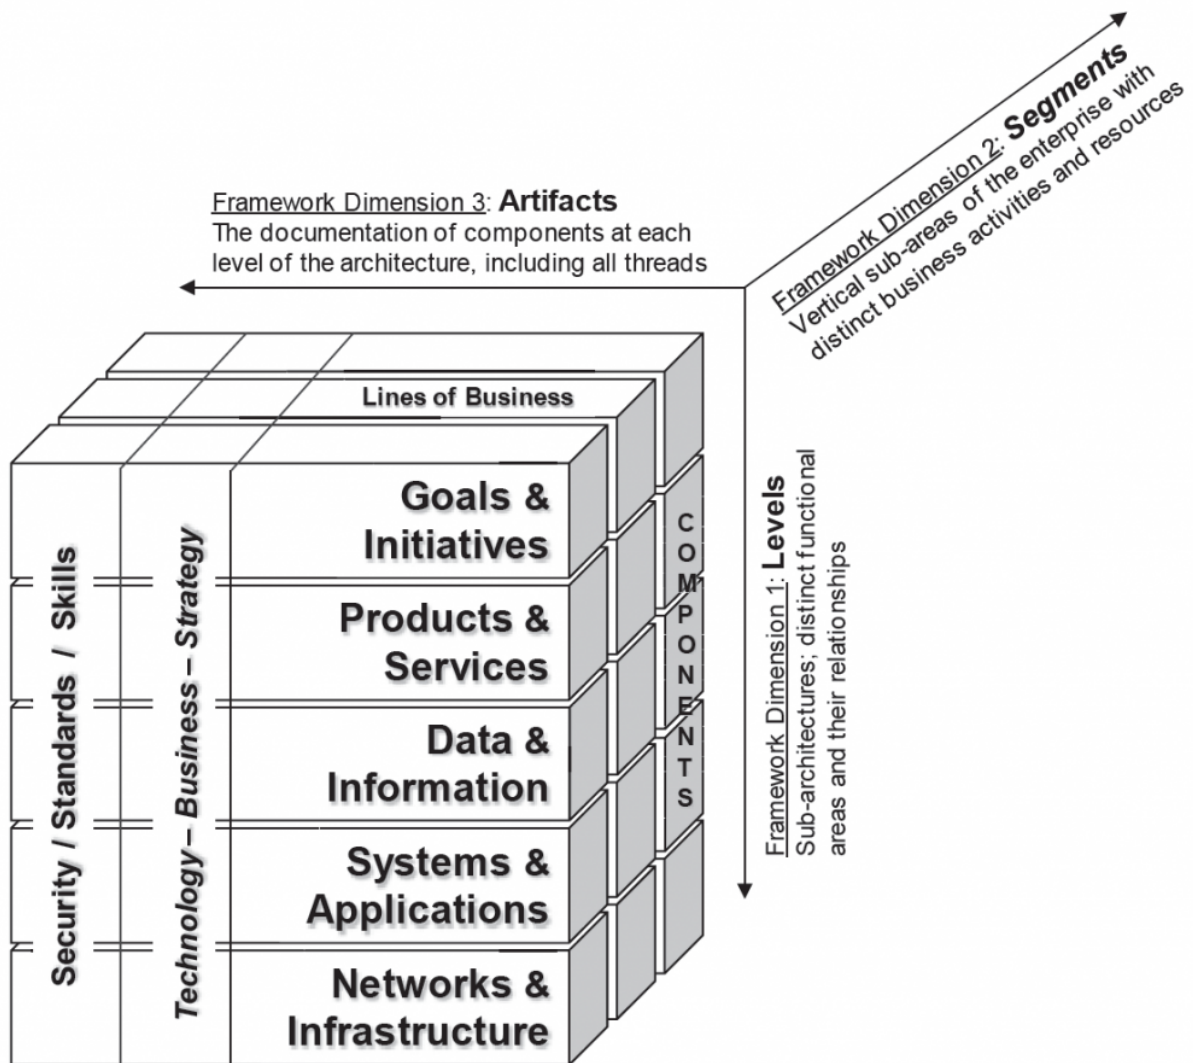 Framework Dimension 2: Segments
Vertical sub-areas of the enterprise with
distinct business activities and resources
Framework Dimension 3: Artifacts
The documentation of components at each
level of the architecture, including all threads
Lines of Business
Goals &
Initiatives
Products &
Services
Data &
Information
Systems &
Applications
Networks &
Infrastructure
Security / Standards / Skills
Technology – Business – Strategy
COMPONENTS
Framework Dimension 1: Levels
Sub-architectures; distinct functional
areas and their relationships